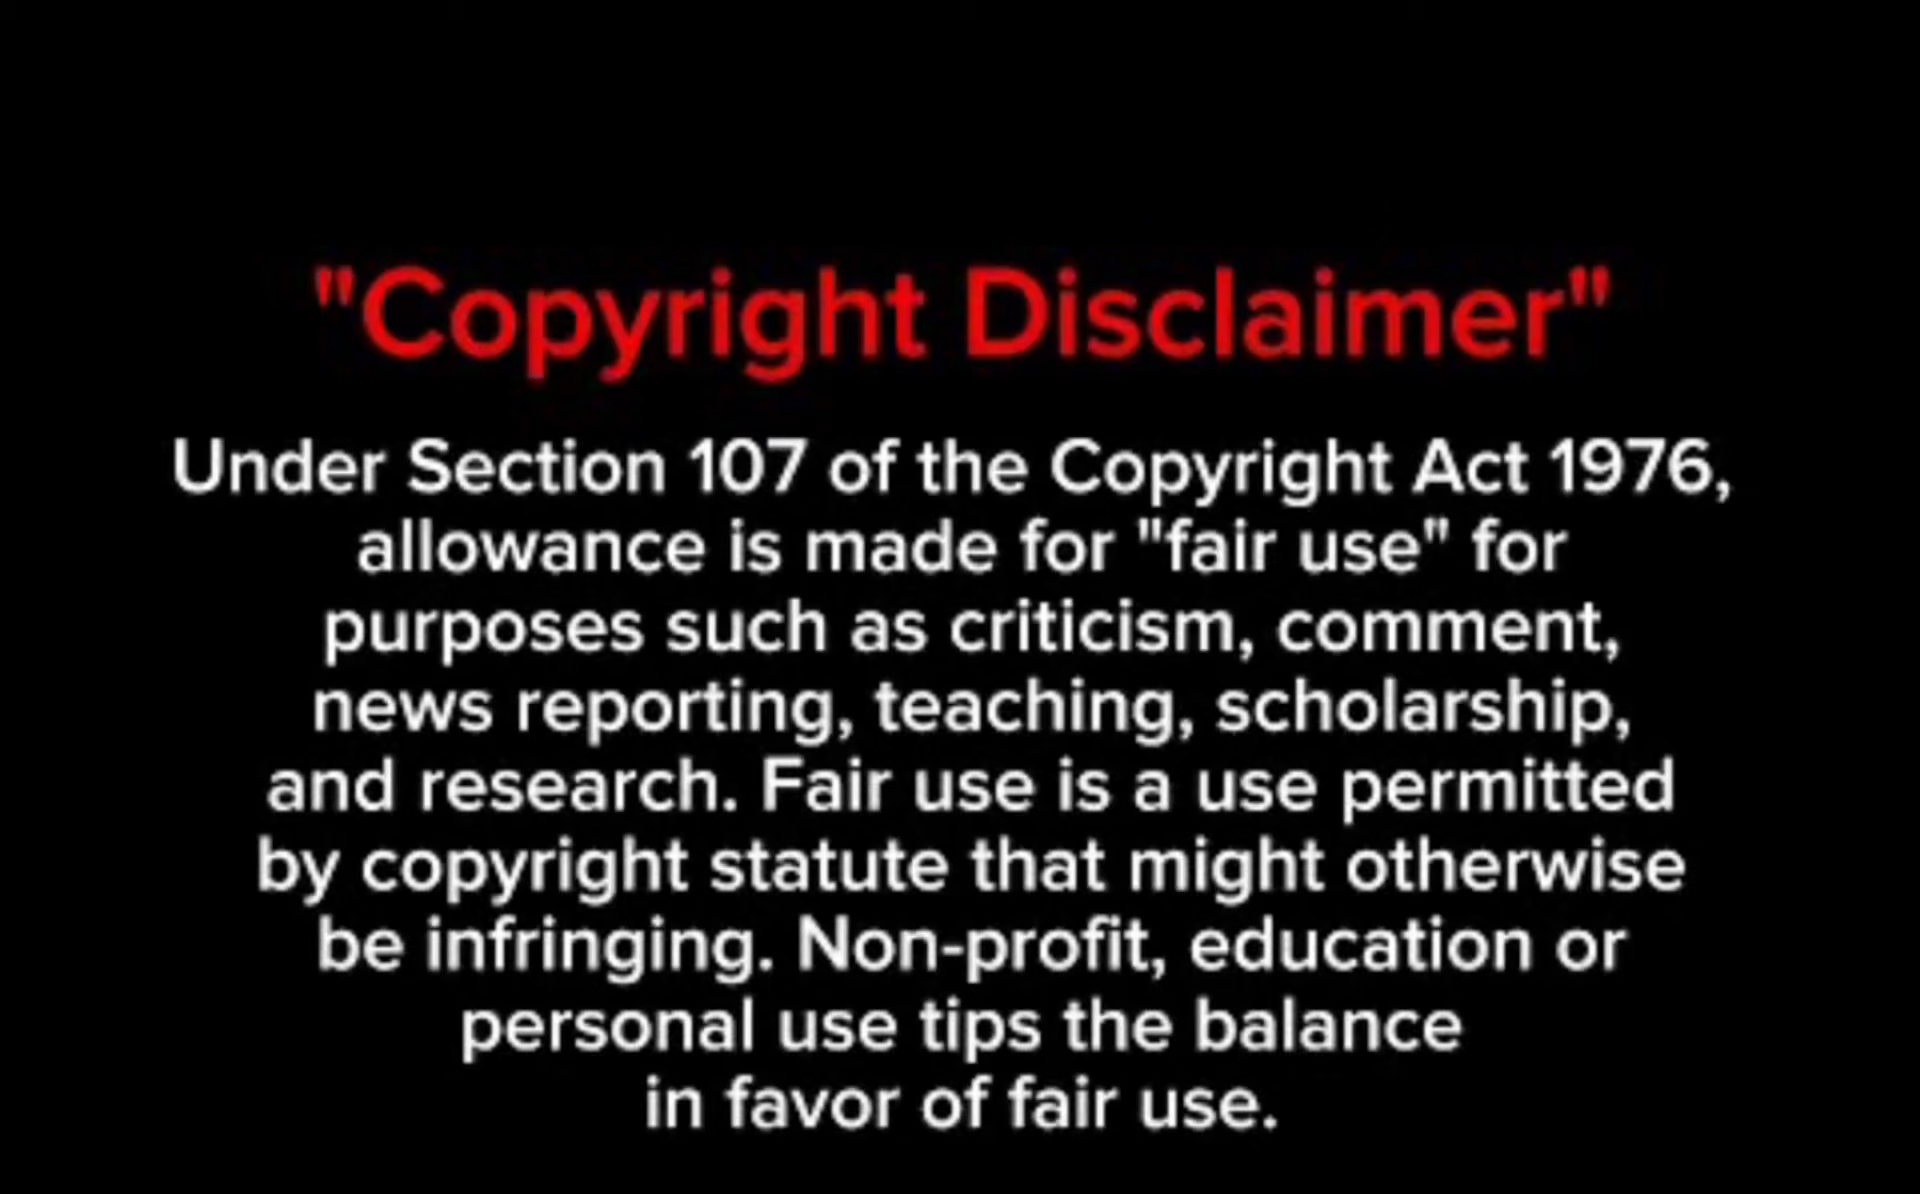 "Copyright Disclaimer"
Under Section 107 of the Copyright Act 1976,
allowance is made for "fair use" for
purposes such as criticism, comment,
news reporting, teaching, scholarship,
and research. Fair use is a use permitted
by copyright statute that might otherwise
be infringing. Non-profit, education or
personal use tips the balance
in favor of fair use.